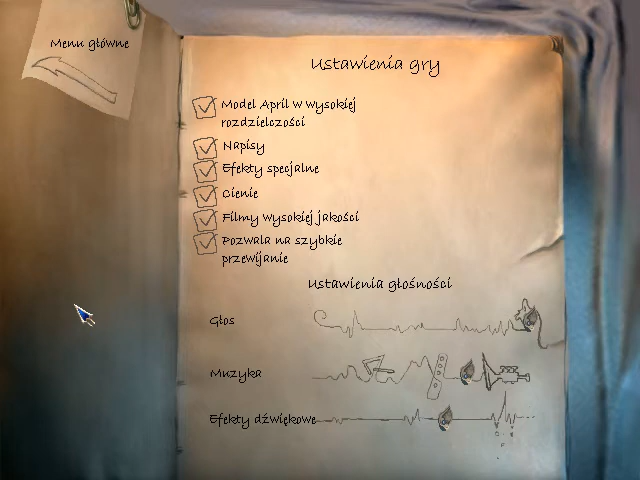 Menu główne
Ustawienia gry
Model April w wysokiej
rozdzielczości
Napisy
Efekty specjalne
Cienie
Filmy wysokiej jakości
Pozwala na szybkie
przewijanie
Ustawienia głośności
Głos
Muzyka
Efekty dźwiękowe